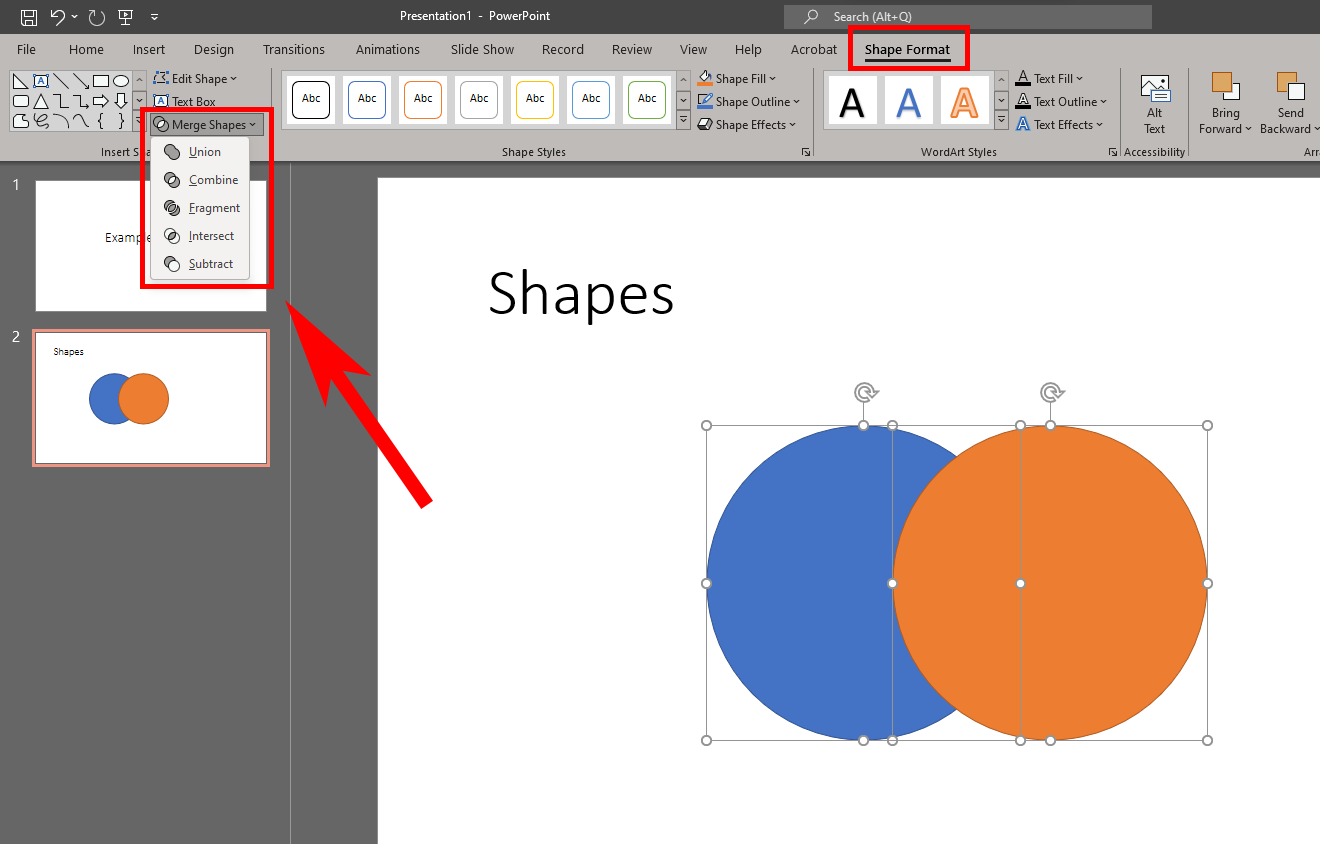 Presentation1 - PowerPoint
Search (Alt+Q)
File Home Insert Design Transitions Animations Slide Show Record Review View Help Acrobat Shape Format
A
Edit Shape
A Text Box
Merge Shapes
Union
Combine
Fragment
Intersect
Subtract
Abc Abc Abc Abc Abc Abc Abc
Shape Fill
Shape Outline
Shape Effects
A A A
A Text Fill
A Text Outline
A Text Effects
Alt
Text
Bring
Forward
Send
Backward
Insert Sha
Shape Styles
WordArt Styles
Accessibility
Arra
1
Example
2
Shapes
Shapes